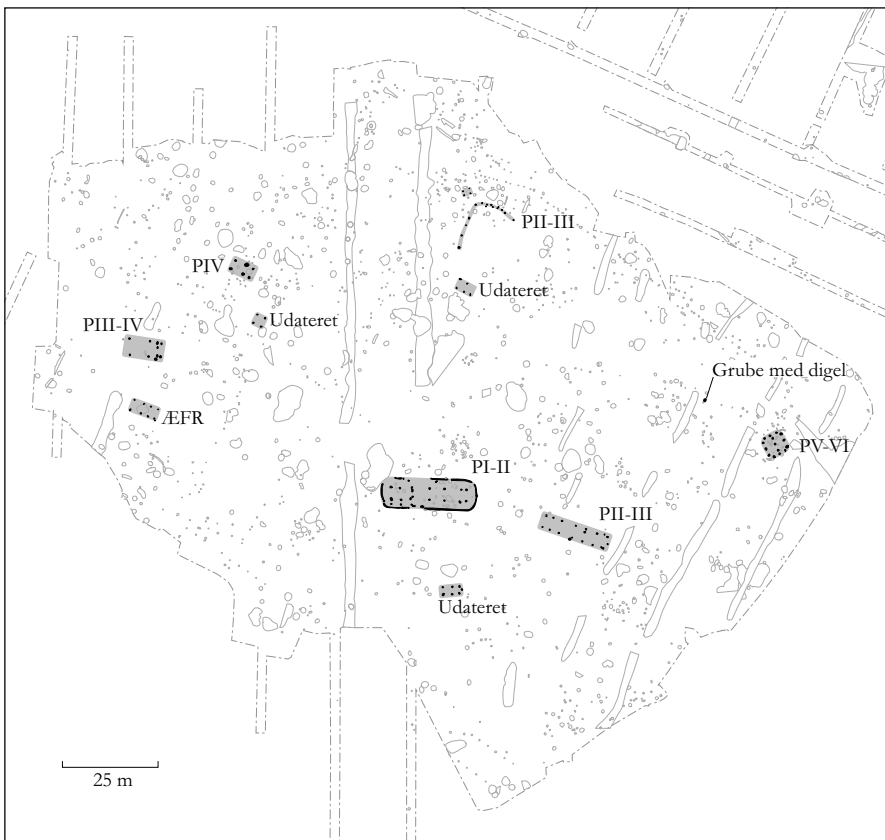 PII-III
PIV
Udateret
Udateret
PIII-IV
Grube med digel
ÆFR
PV-VI
PI-II
PII-III
Udateret
25 m